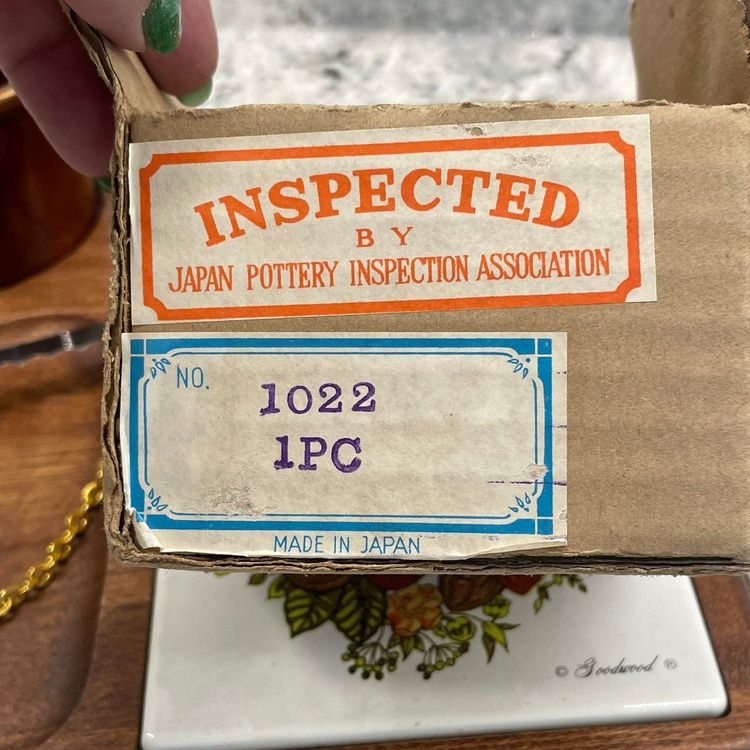 INSPECTED
BY
JAPAN POTTERY INSPECTION ASSOCIATION
NO.
1022
1PC
MADE IN JAPAN
© Goodwood ®